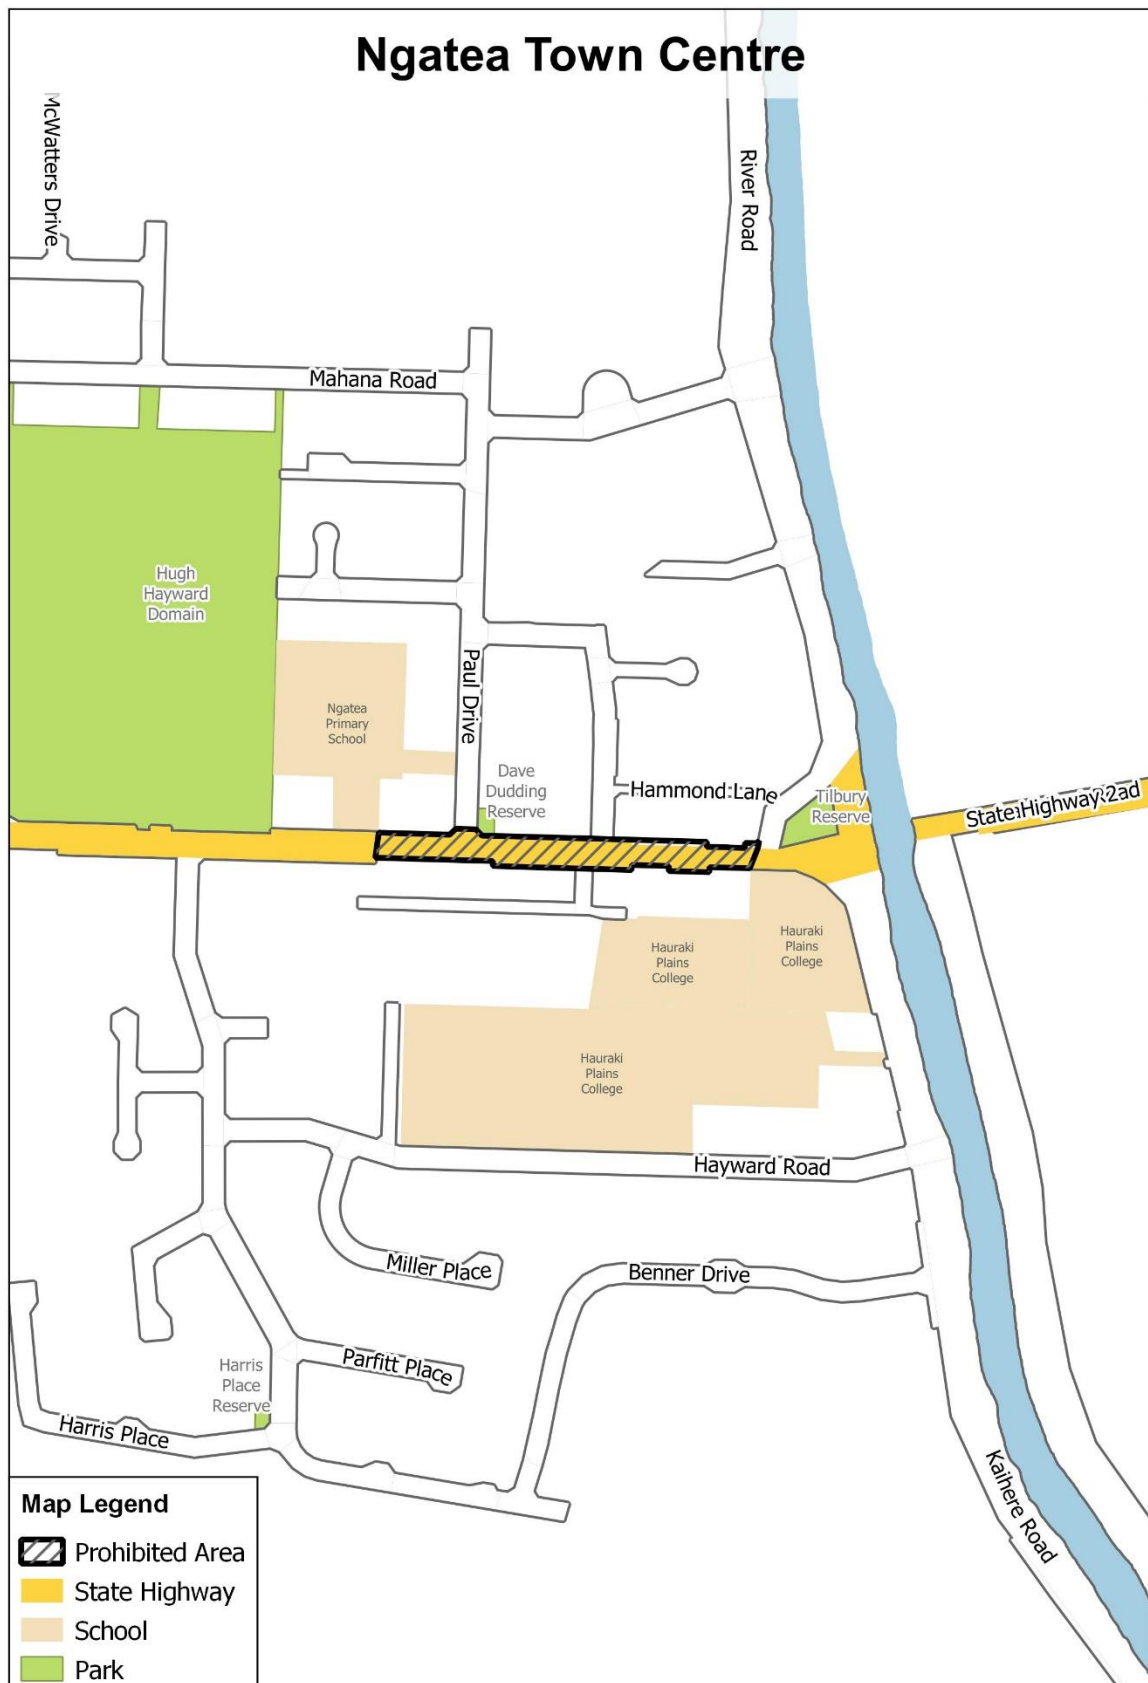 Ngatea Town Centre
McWatters Drive
River Road
Mahana Road
Hugh
Hayward
Domain
Ngatea
Primary
School
Paul Drive
Dave
Dudding
Reserve
Hammond Lane
Tilbury
Reserve
State Highway 2
Hauraki
Plains
College
Hauraki
Plains
College
Hauraki
Plains
College
Hayward Road
Miller Place
Benner Drive
Parfitt Place
Harris
Place
Reserve
Harris Place
Kaihere Road
Map Legend
Prohibited Area
State Highway
School
Park